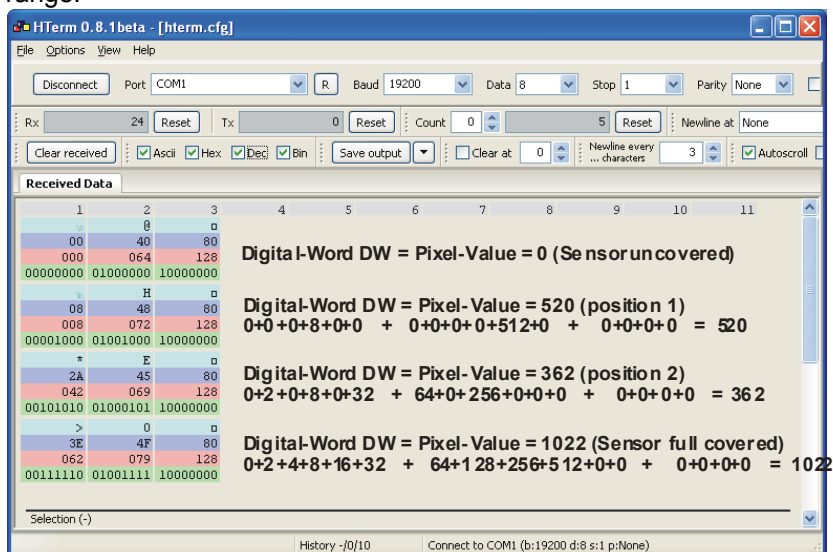 range.
HTerm 0.8.1beta - [hterm.cfg]
File Options View Help
Disconnect Port COM1 R Baud 19200 Data 8 Stop 1 Parity None
Rx 24 Reset Tx 0 Reset Count 0 5 Reset Newline at None
Clear received Ascii Hex Dec Bin Save output Clear at 0 Newline every ... characters 3 Autoscroll
Received Data
1 2 3 4 5 6 7 8 9 10 11
@
00 40 80
000 064 128
00000000 01000000 10000000
Digital-Word DW = Pixel-Value = 0 (Sensor uncovered)
H
08 48 80
008 072 128
00001000 01001000 10000000
Digital-Word DW = Pixel-Value = 520 (position 1)
0+0+0+8+0+0 + 0+0+0+0+512+0 + 0+0+0+0 = 520
* E
2A 45 80
042 069 128
00101010 01000101 10000000
Digital-Word DW = Pixel-Value = 362 (position 2)
0+2+0+8+0+32 + 64+0+256+0+0+0 + 0+0+0+0 = 362
> O
3E 4F 80
062 079 128
00111110 01001111 10000000
Digital-Word DW = Pixel-Value = 1022 (Sensor full covered)
0+2+4+8+16+32 + 64+128+256+512+0+0 + 0+0+0+0 = 1022
Selection (-)
History -/0/10 Connect to COM1 (b:19200 d:8 s:1 p:None)